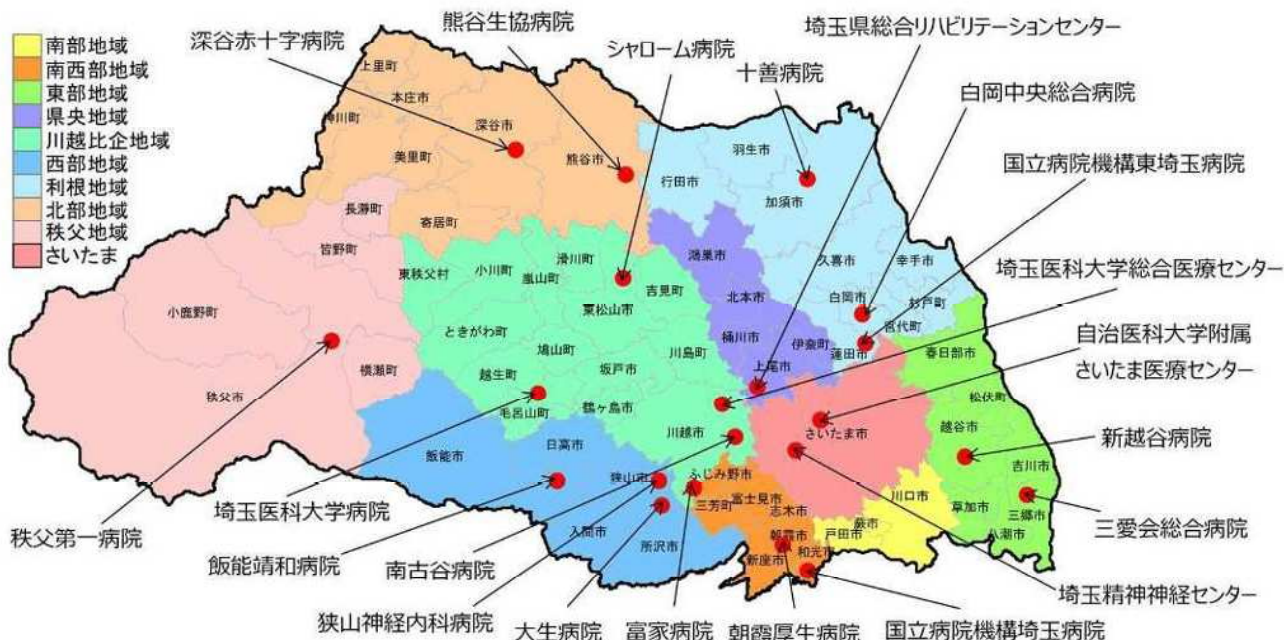 南部地域
南西部地域
東部地域
県央地域
川越比企地域
西部地域
利根地域
北部地域
秩父地域
さいたま
深谷赤十字病院
熊谷生協病院
シャローム病院
埼玉県総合リハビリテーションセンター
十善病院
白岡中央総合病院
国立病院機構東埼玉病院
埼玉医科大学総合医療センター
自治医科大学附属
さいたま医療センター
新越谷病院
三愛会総合病院
埼玉精神神経センター
国立病院機構埼玉病院
朝霞厚生病院
富家病院
大生病院
狭山神経内科病院
南古谷病院
飯能靖和病院
埼玉医科大学病院
秩父第一病院
上里町
本庄市
神川町
深谷市
美里町
熊谷市
寄居町
長瀞町
皆野町
小鹿野町
秩父市
横瀬町
東秩父村
小川町
嵐山町
滑川町
東松山市
吉見町
ときがわ町
鳩山町
川島町
坂戸市
越生町
毛呂山町
鶴ヶ島市
川越市
羽生市
行田市
加須市
鴻巣市
北本市
桶川市
伊奈町
上尾市
久喜市
幸手市
白岡市
杉戸町
宮代町
蓮田市
春日部市
松伏町
越谷市
吉川市
草加市
三郷市
八潮市
さいたま市
川口市
蕨市
戸田市
飯能市
日高市
狭山市
入間市
所沢市
ふじみ野市
富士見市
三芳町
志木市
朝霞市
和光市
新座市